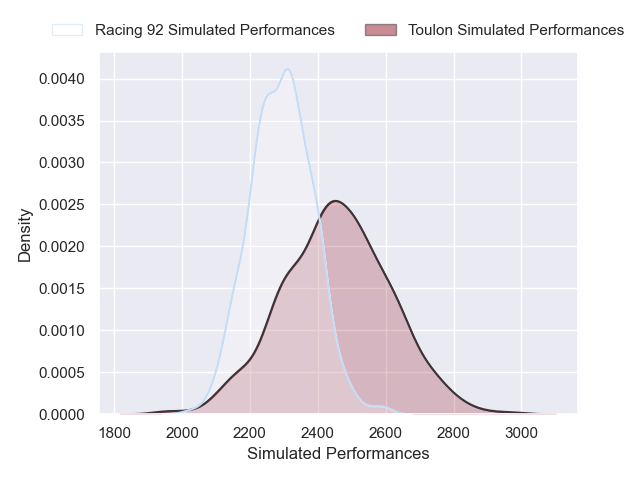 Racing 92 Simulated Performances Toulon Simulated Performances
0.0040
0.0035
0.0030
0.0025
0.0020
0.0015
0.0010
0.0005
0.0000
Density
1800 2000 2200 2400 2600 2800 3000
Simulated Performances